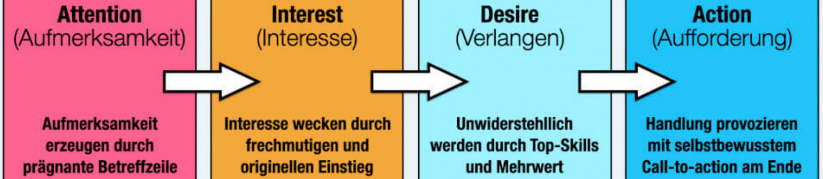 Attention
(Aufmerksamkeit)
Aufmerksamkeit
erzeugen durch
prägnante Betreffzeile
Interest
(Interesse)
Interesse wecken durch
frechmutigen und
originellen Einstieg
Desire
(Verlangen)
Unwiderstehllich
werden durch Top-Skills
und Mehrwert
Action
(Aufforderung)
Handlung provozieren
mit selbstbewusstem
Call-to-action am Ende